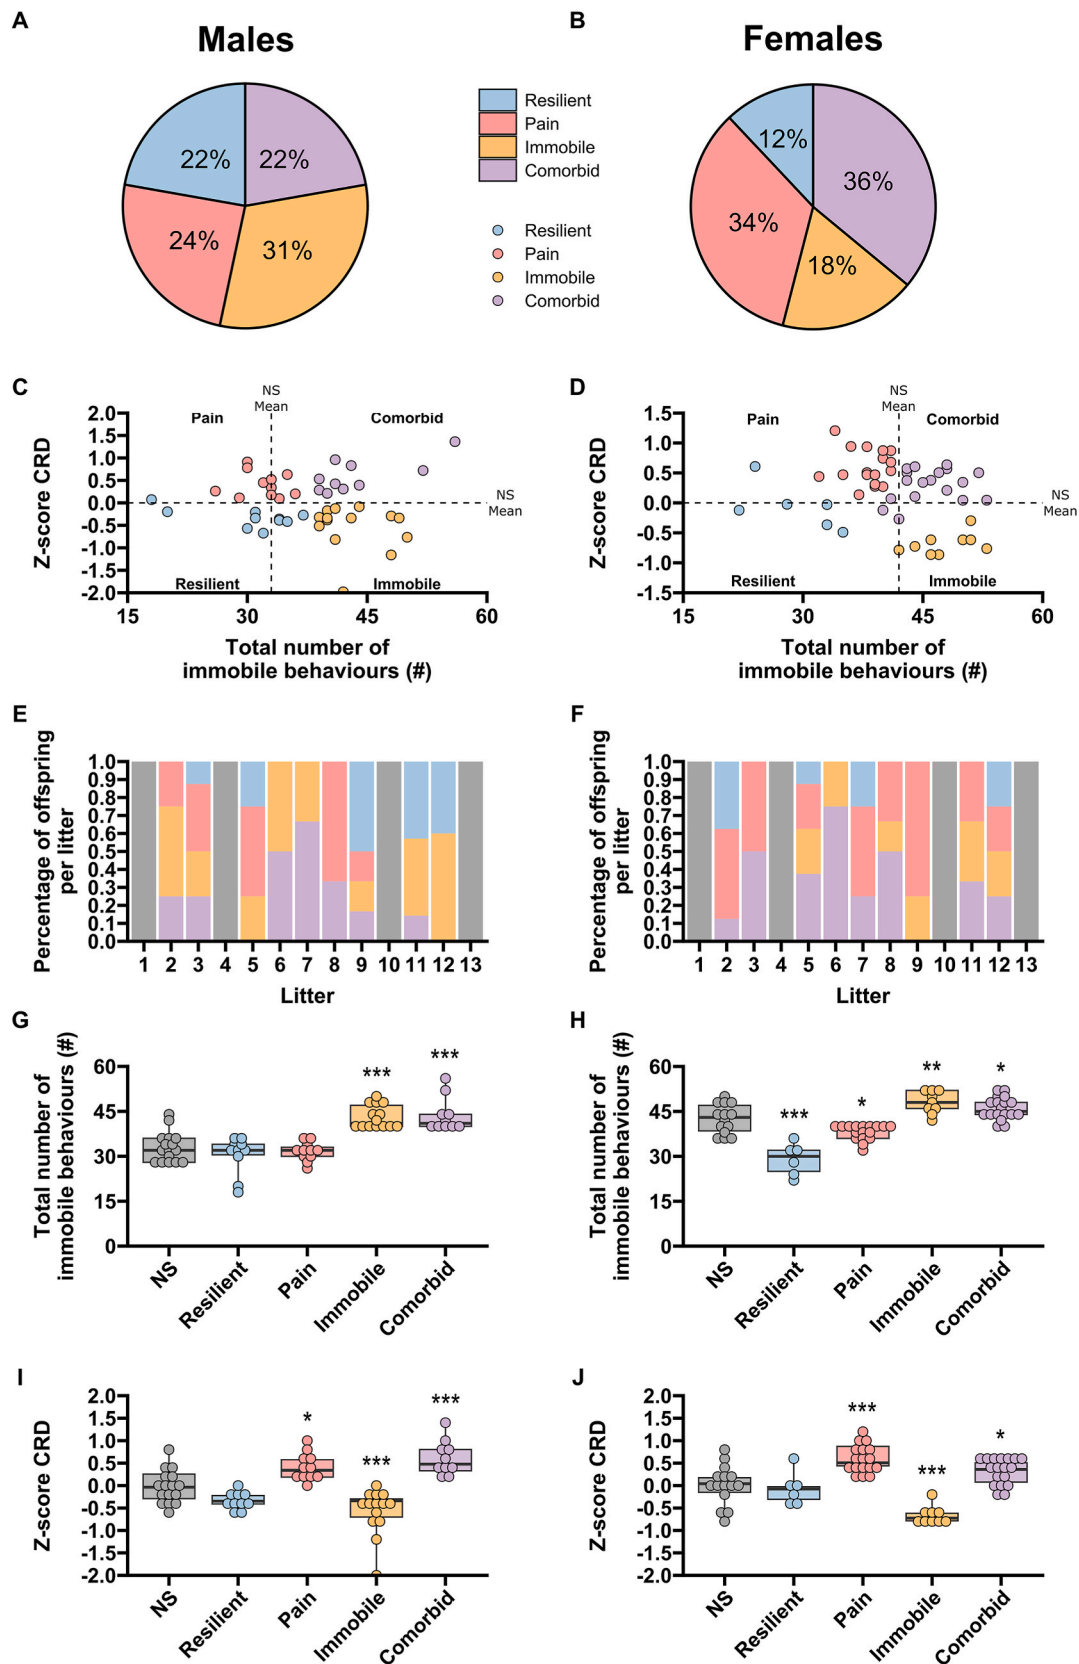 A
Males
B
Females
Resilient
Pain
Immobile
Comorbid
Resilient
Pain
Immobile
Comorbid
22%
22%
24%
31%
12%
36%
34%
18%
C
Z-score CRD
2.0
1.5
1.0
0.5
0.0
-0.5
-1.0
-1.5
-2.0
Pain
NS
Mean
Comorbid
NS
Mean
Resilient
Immobile
15
30
45
60
Total number of
immobile behaviours (#)
D
Z-score CRD
1.5
1.0
0.5
0.0
-0.5
-1.0
-1.5
Pain
NS
Mean
Comorbid
NS
Mean
Resilient
Immobile
15
30
45
60
Total number of
immobile behaviours (#)
E
Percentage of offspring
per litter
1.0
0.9
0.8
0.7
0.6
0.5
0.4
0.3
0.2
0.1
0.0
1 2 3 4 5 6 7 8 9 10 11 12 13
Litter
F
Percentage of offspring
per litter
1.0
0.9
0.8
0.7
0.6
0.5
0.4
0.3
0.2
0.1
0.0
1 2 3 4 5 6 7 8 9 10 11 12 13
Litter
G
Total number of
immobile behaviours (#)
60
45
30
15
0
***
***
NS
Resilient
Pain
Immobile
Comorbid
H
Total number of
immobile behaviours (#)
60
45
30
15
0
***
*
**
*
NS
Resilient
Pain
Immobile
Comorbid
I
Z-score CRD
2.0
1.5
1.0
0.5
0.0
-0.5
-1.0
-1.5
-2.0
*
***
***
NS
Resilient
Pain
Immobile
Comorbid
J
Z-score CRD
2.0
1.5
1.0
0.5
0.0
-0.5
-1.0
-1.5
-2.0
***
***
*
NS
Resilient
Pain
Immobile
Comorbid